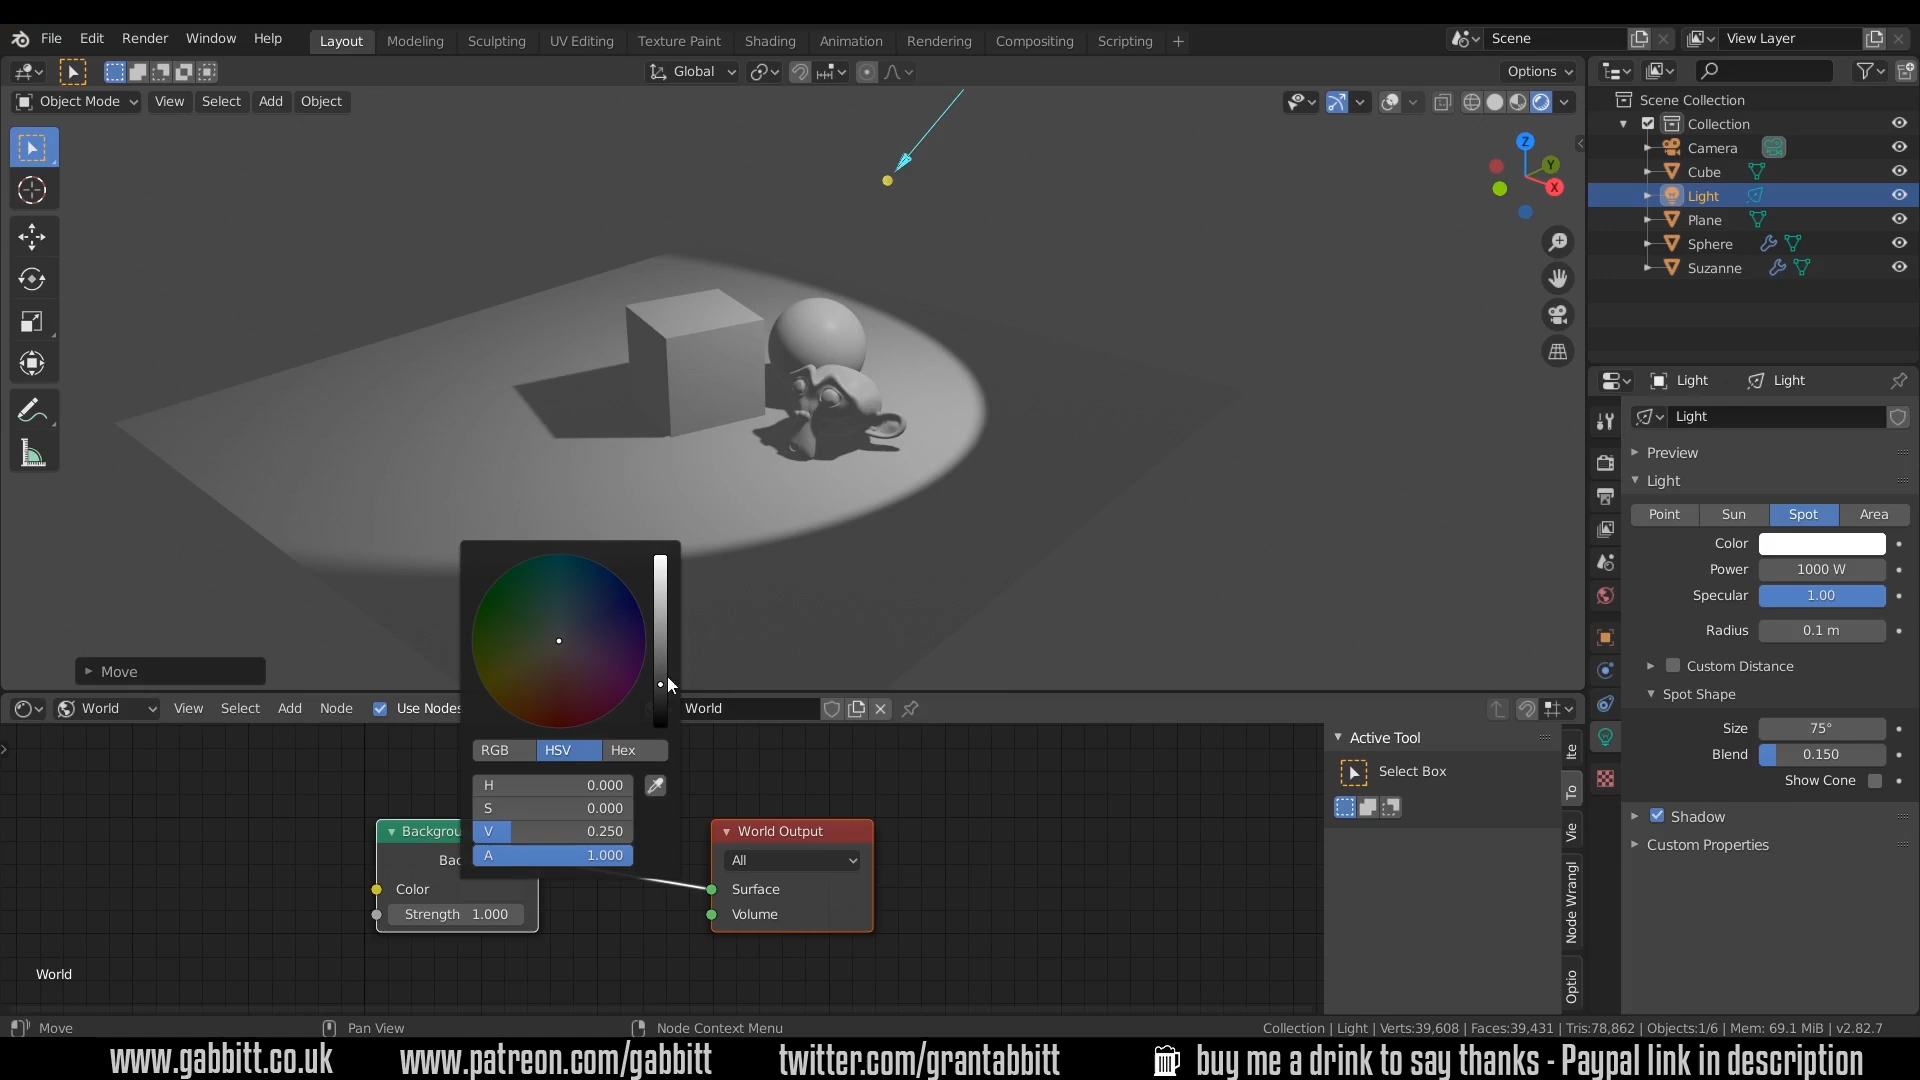 File Edit Render Window Help Layout Modeling Sculpting UV Editing Texture Paint Shading Animation Rendering Compositing Scripting + Scene View Layer
Global Options
Object Mode View Select Add Object
Scene Collection
Collection
Camera
Cube
Light
Plane
Sphere
Suzanne
Z
Y
X
Light Light
Light
Preview
Light
Point Sun Spot Area
Color
Power 1000 W
Specular 1.00
Radius 0.1 m
Custom Distance
Spot Shape
Size 75°
Blend 0.150
Show Cone
Shadow
Custom Properties
Move
World View Select Add Node Use Nodes World
RGB HSV Hex
H 0.000
S 0.000
V 0.250
A 1.000
Backgrou
Bac
Color
Strength 1.000
World Output
All
Surface
Volume
World
Active Tool
Select Box
Ite
To
Vie
Node Wrangl
Optio
Move Pan View Node Context Menu Collection | Light | Verts:39,608 | Faces:39,431 | Tris:78,862 | Objects:1/6 | Mem: 69.1 MiB | v2.82.7
www.gabbitt.co.uk www.patreon.com/gabbitt twitter.com/grantabbitt buy me a drink to say thanks - Paypal link in description